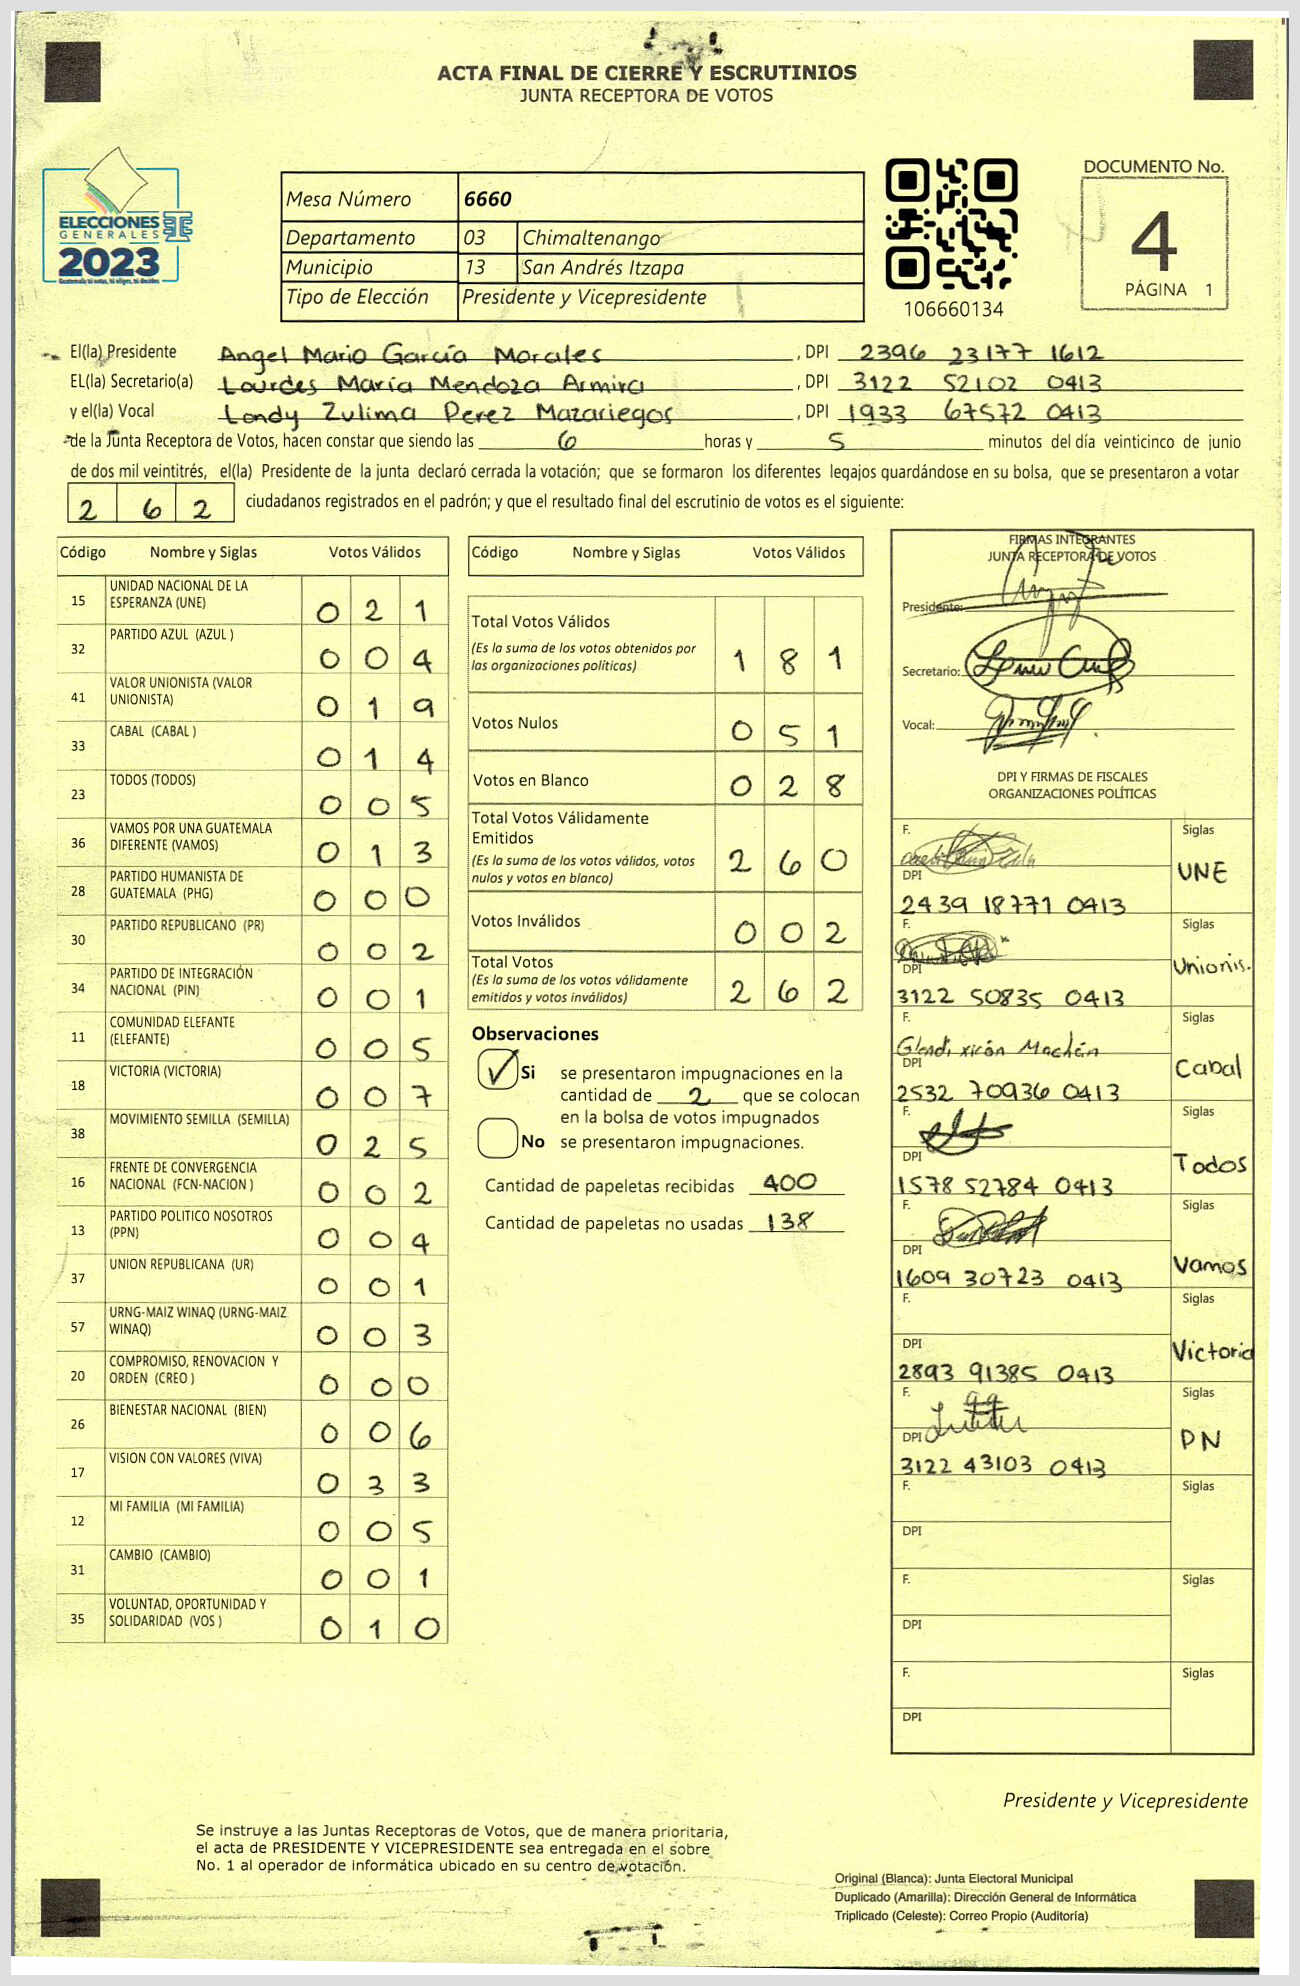 ACTA FINAL DE CIERRE Y ESCRUTINIOS
JUNTA RECEPTORA DE VOTOS
ELECCIONES
GENERALES
2023
Mesa Número 6660
Departamento 03 Chimaltenango
Municipio 13 San Andrés Itzapa
Tipo de Elección Presidente y Vicepresidente
106660134
DOCUMENTO No.
4
PÁGINA 1
El(la) Presidente Angel Mario García Morales , DPI 2396 23177 1612
EL(la) Secretario(a) Lourdes María Mendoza Armira , DPI 3122 52102 0413
y el(la) Vocal Londy Zulima Perez Mazariegos , DPI 1933 67572 0413
de la Junta Receptora de Votos, hacen constar que siendo las 6 horas y 5 minutos del día veinticinco de junio
de dos mil veintitrés, el(la) Presidente de la junta declaró cerrada la votación; que se formaron los diferentes legajos guardándose en su bolsa, que se presentaron a votar
2 6 2 ciudadanos registrados en el padrón; y que el resultado final del escrutinio de votos es el siguiente:
Código Nombre y Siglas Votos Válidos
15 UNIDAD NACIONAL DE LA
ESPERANZA (UNE) 0 2 1
32 PARTIDO AZUL (AZUL ) 0 0 4
41 VALOR UNIONISTA (VALOR
UNIONISTA) 0 1 9
33 CABAL (CABAL ) 0 1 4
23 TODOS (TODOS) 0 0 5
36 VAMOS POR UNA GUATEMALA
DIFERENTE (VAMOS) 0 1 3
28 PARTIDO HUMANISTA DE
GUATEMALA (PHG) 0 0 0
30 PARTIDO REPUBLICANO (PR) 0 0 2
34 PARTIDO DE INTEGRACIÓN
NACIONAL (PIN) 0 0 1
11 COMUNIDAD ELEFANTE
(ELEFANTE) 0 0 5
18 VICTORIA (VICTORIA) 0 0 7
38 MOVIMIENTO SEMILLA (SEMILLA) 0 2 5
16 FRENTE DE CONVERGENCIA
NACIONAL (FCN-NACION ) 0 0 2
13 PARTIDO POLITICO NOSOTROS
(PPN) 0 0 4
37 UNION REPUBLICANA (UR) 0 0 1
57 URNG-MAIZ WINAQ (URNG-MAIZ
WINAQ) 0 0 3
20 COMPROMISO, RENOVACION Y
ORDEN (CREO ) 0 0 0
26 BIENESTAR NACIONAL (BIEN) 0 0 6
17 VISION CON VALORES (VIVA) 0 3 3
12 MI FAMILIA (MI FAMILIA) 0 0 5
31 CAMBIO (CAMBIO) 0 0 1
35 VOLUNTAD, OPORTUNIDAD Y
SOLIDARIDAD (VOS ) 0 1 0
Código Nombre y Siglas Votos Válidos
Total Votos Válidos
(Es la suma de los votos obtenidos por
las organizaciones políticas) 1 8 1
Votos Nulos 0 5 1
Votos en Blanco 0 2 8
Total Votos Válidamente
Emitidos
(Es la suma de los votos válidos, votos
nulos y votos en blanco) 2 6 0
Votos Inválidos 0 0 2
Total Votos
(Es la suma de los votos válidamente
emitidos y votos inválidos) 2 6 2
Observaciones
Si se presentaron impugnaciones en la
cantidad de 2 que se colocan
en la bolsa de votos impugnados
No se presentaron impugnaciones.
Cantidad de papeletas recibidas 400
Cantidad de papeletas no usadas 138
FIRMAS INTEGRANTES
JUNTA RECEPTORA DE VOTOS
Presidente:
Secretario:
Vocal:
DPI Y FIRMAS DE FISCALES
ORGANIZACIONES POLÍTICAS
F. Siglas
DPI UNE
2439 18771 0413
F. Siglas
DPI Unionis.
3122 50835 0413
F. Siglas
Glendi xicón Machán
DPI Cabal
2532 70936 0413
F. Siglas
DPI Todos
1578 52784 0413
F. Siglas
DPI Vamos
1609 30723 0413
F. Siglas
DPI Victoria
2893 91385 0413
F. Siglas
DPI PN
3122 43103 0413
F. Siglas
DPI
F. Siglas
DPI
F. Siglas
DPI
Presidente y Vicepresidente
Se instruye a las Juntas Receptoras de Votos, que de manera prioritaria,
el acta de PRESIDENTE Y VICEPRESIDENTE sea entregada en el sobre
No. 1 al operador de informática ubicado en su centro de votación.
Original (Blanca): Junta Electoral Municipal
Duplicado (Amarilla): Dirección General de Informática
Triplicado (Celeste): Correo Propio (Auditoría)